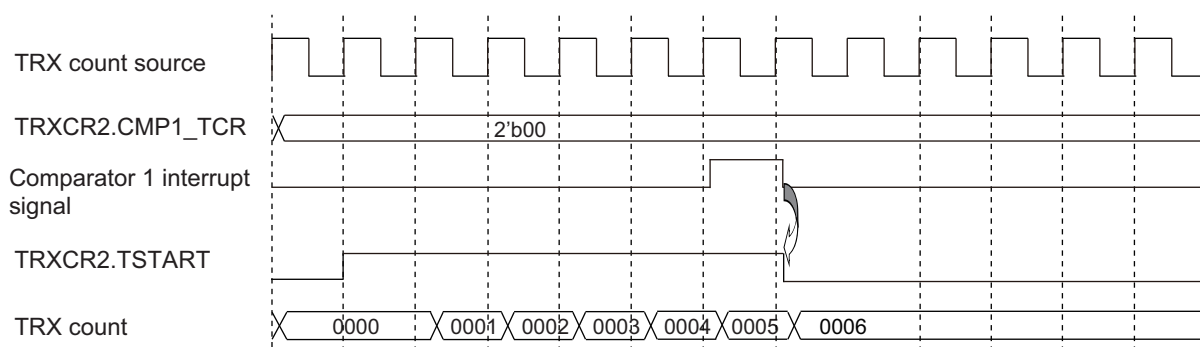 TRX count source
TRXCR2.CMP1_TCR
2'b00
Comparator 1 interrupt
signal
TRXCR2.TSTART
TRX count
0000 0001 0002 0003 0004 0005 0006